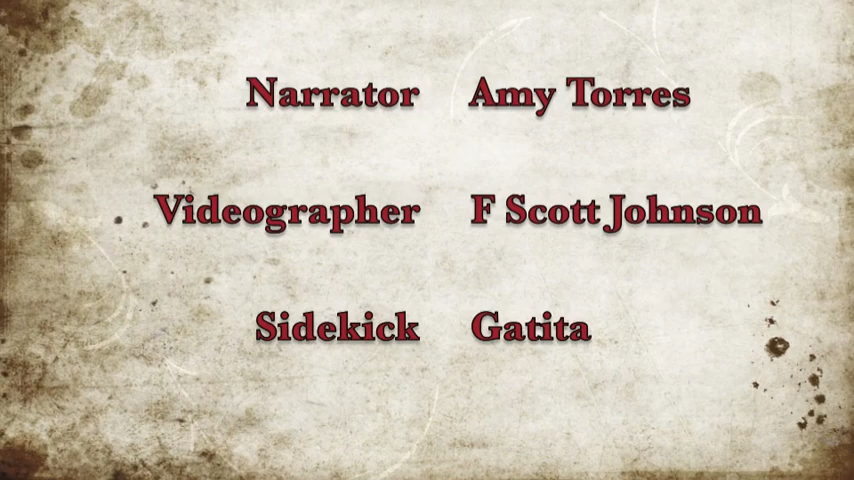 Narrator Amy Torres
Videographer F Scott Johnson
Sidekick Gatita